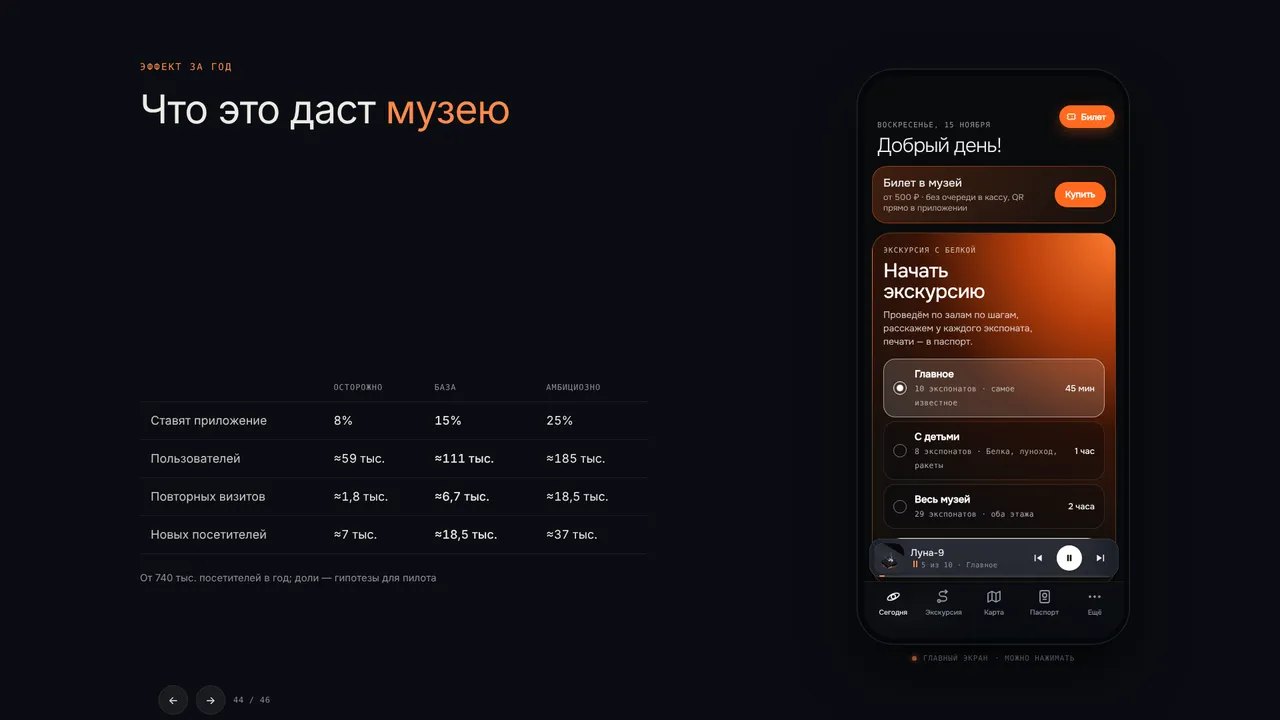 ЭФФЕКТ ЗА ГОД
Что это даст музею
ОСТОРОЖНО БАЗА АМБИЦИОЗНО
Ставят приложение 8% 15% 25%
Пользователей ≈59 тыс. ≈111 тыс. ≈185 тыс.
Повторных визитов ≈1,8 тыс. ≈6,7 тыс. ≈18,5 тыс.
Новых посетителей ≈7 тыс. ≈18,5 тыс. ≈37 тыс.
От 740 тыс. посетителей в год; доли — гипотезы для пилота
← → 44 / 46
Билет
ВОСКРЕСЕНЬЕ, 15 НОЯБРЯ
Добрый день!
Билет в музей
от 500 ₽ · без очереди в кассу, QR
прямо в приложении
Купить
ЭКСКУРСИЯ С БЕЛКОЙ
Начать
экскурсию
Проведём по залам по шагам,
расскажем у каждого экспоната,
печати — в паспорт.
Главное
10 экспонатов · самое
известное
45 мин
С детьми
8 экспонатов · Белка, луноход,
ракеты
1 час
Весь музей
29 экспонатов · оба этажа
2 часа
Луна-9
5 из 10 · Главное
Сегодня Экскурсия Карта Паспорт Ещё
ГЛАВНЫЙ ЭКРАН · МОЖНО НАЖИМАТЬ